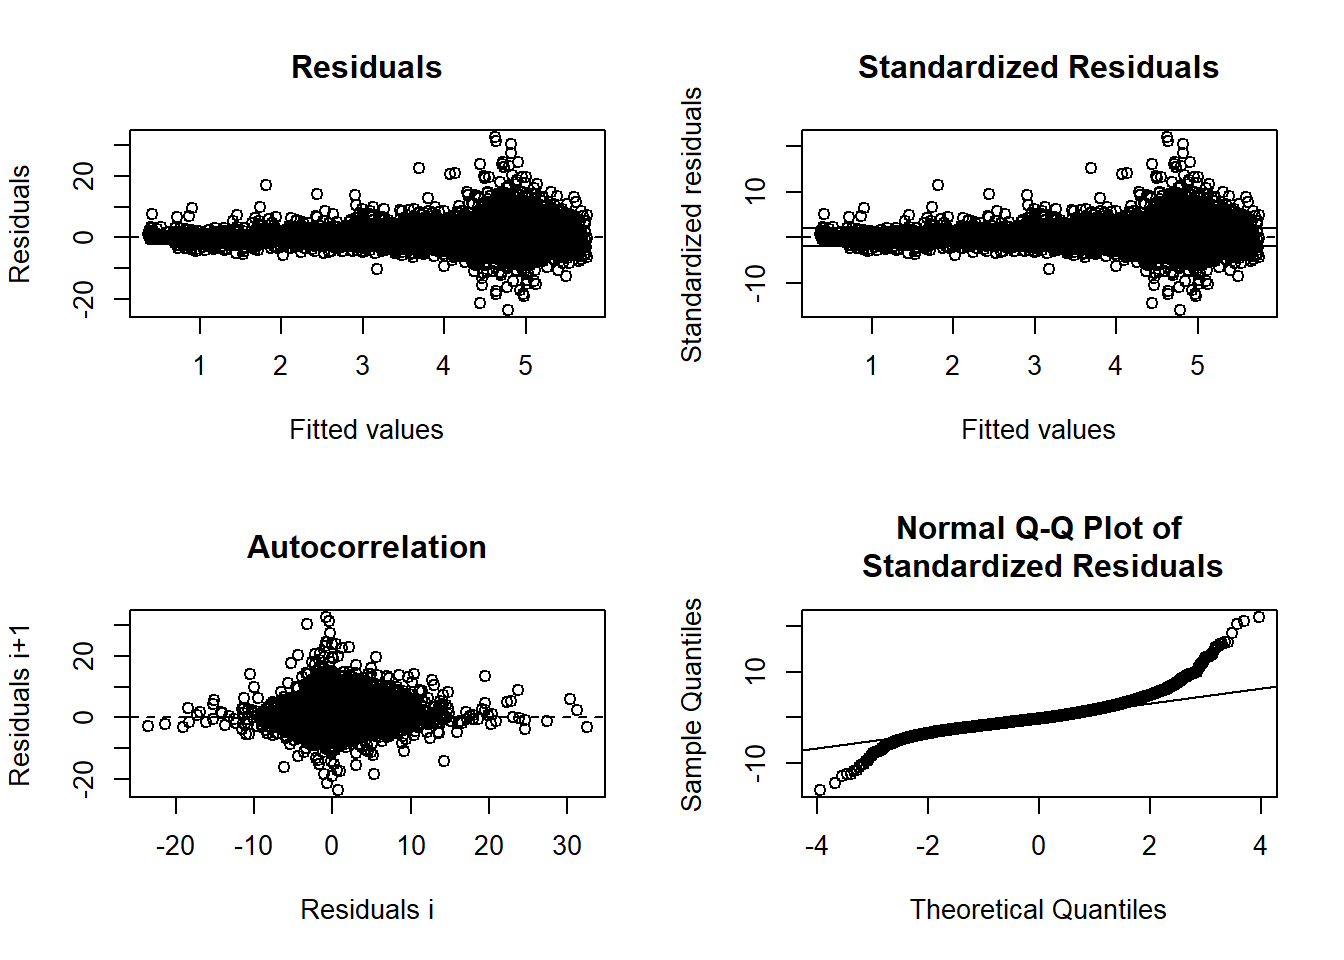 Residuals
Residuals
20
0
-20
1 2 3 4 5
Fitted values
Standardized Residuals
Standardized residuals
10
-10
1 2 3 4 5
Fitted values
Autocorrelation
Residuals i+1
20
0
-20
-20 -10 0 10 20 30
Residuals i
Normal Q-Q Plot of
Standardized Residuals
Sample Quantiles
10
-10
-4 -2 0 2 4
Theoretical Quantiles